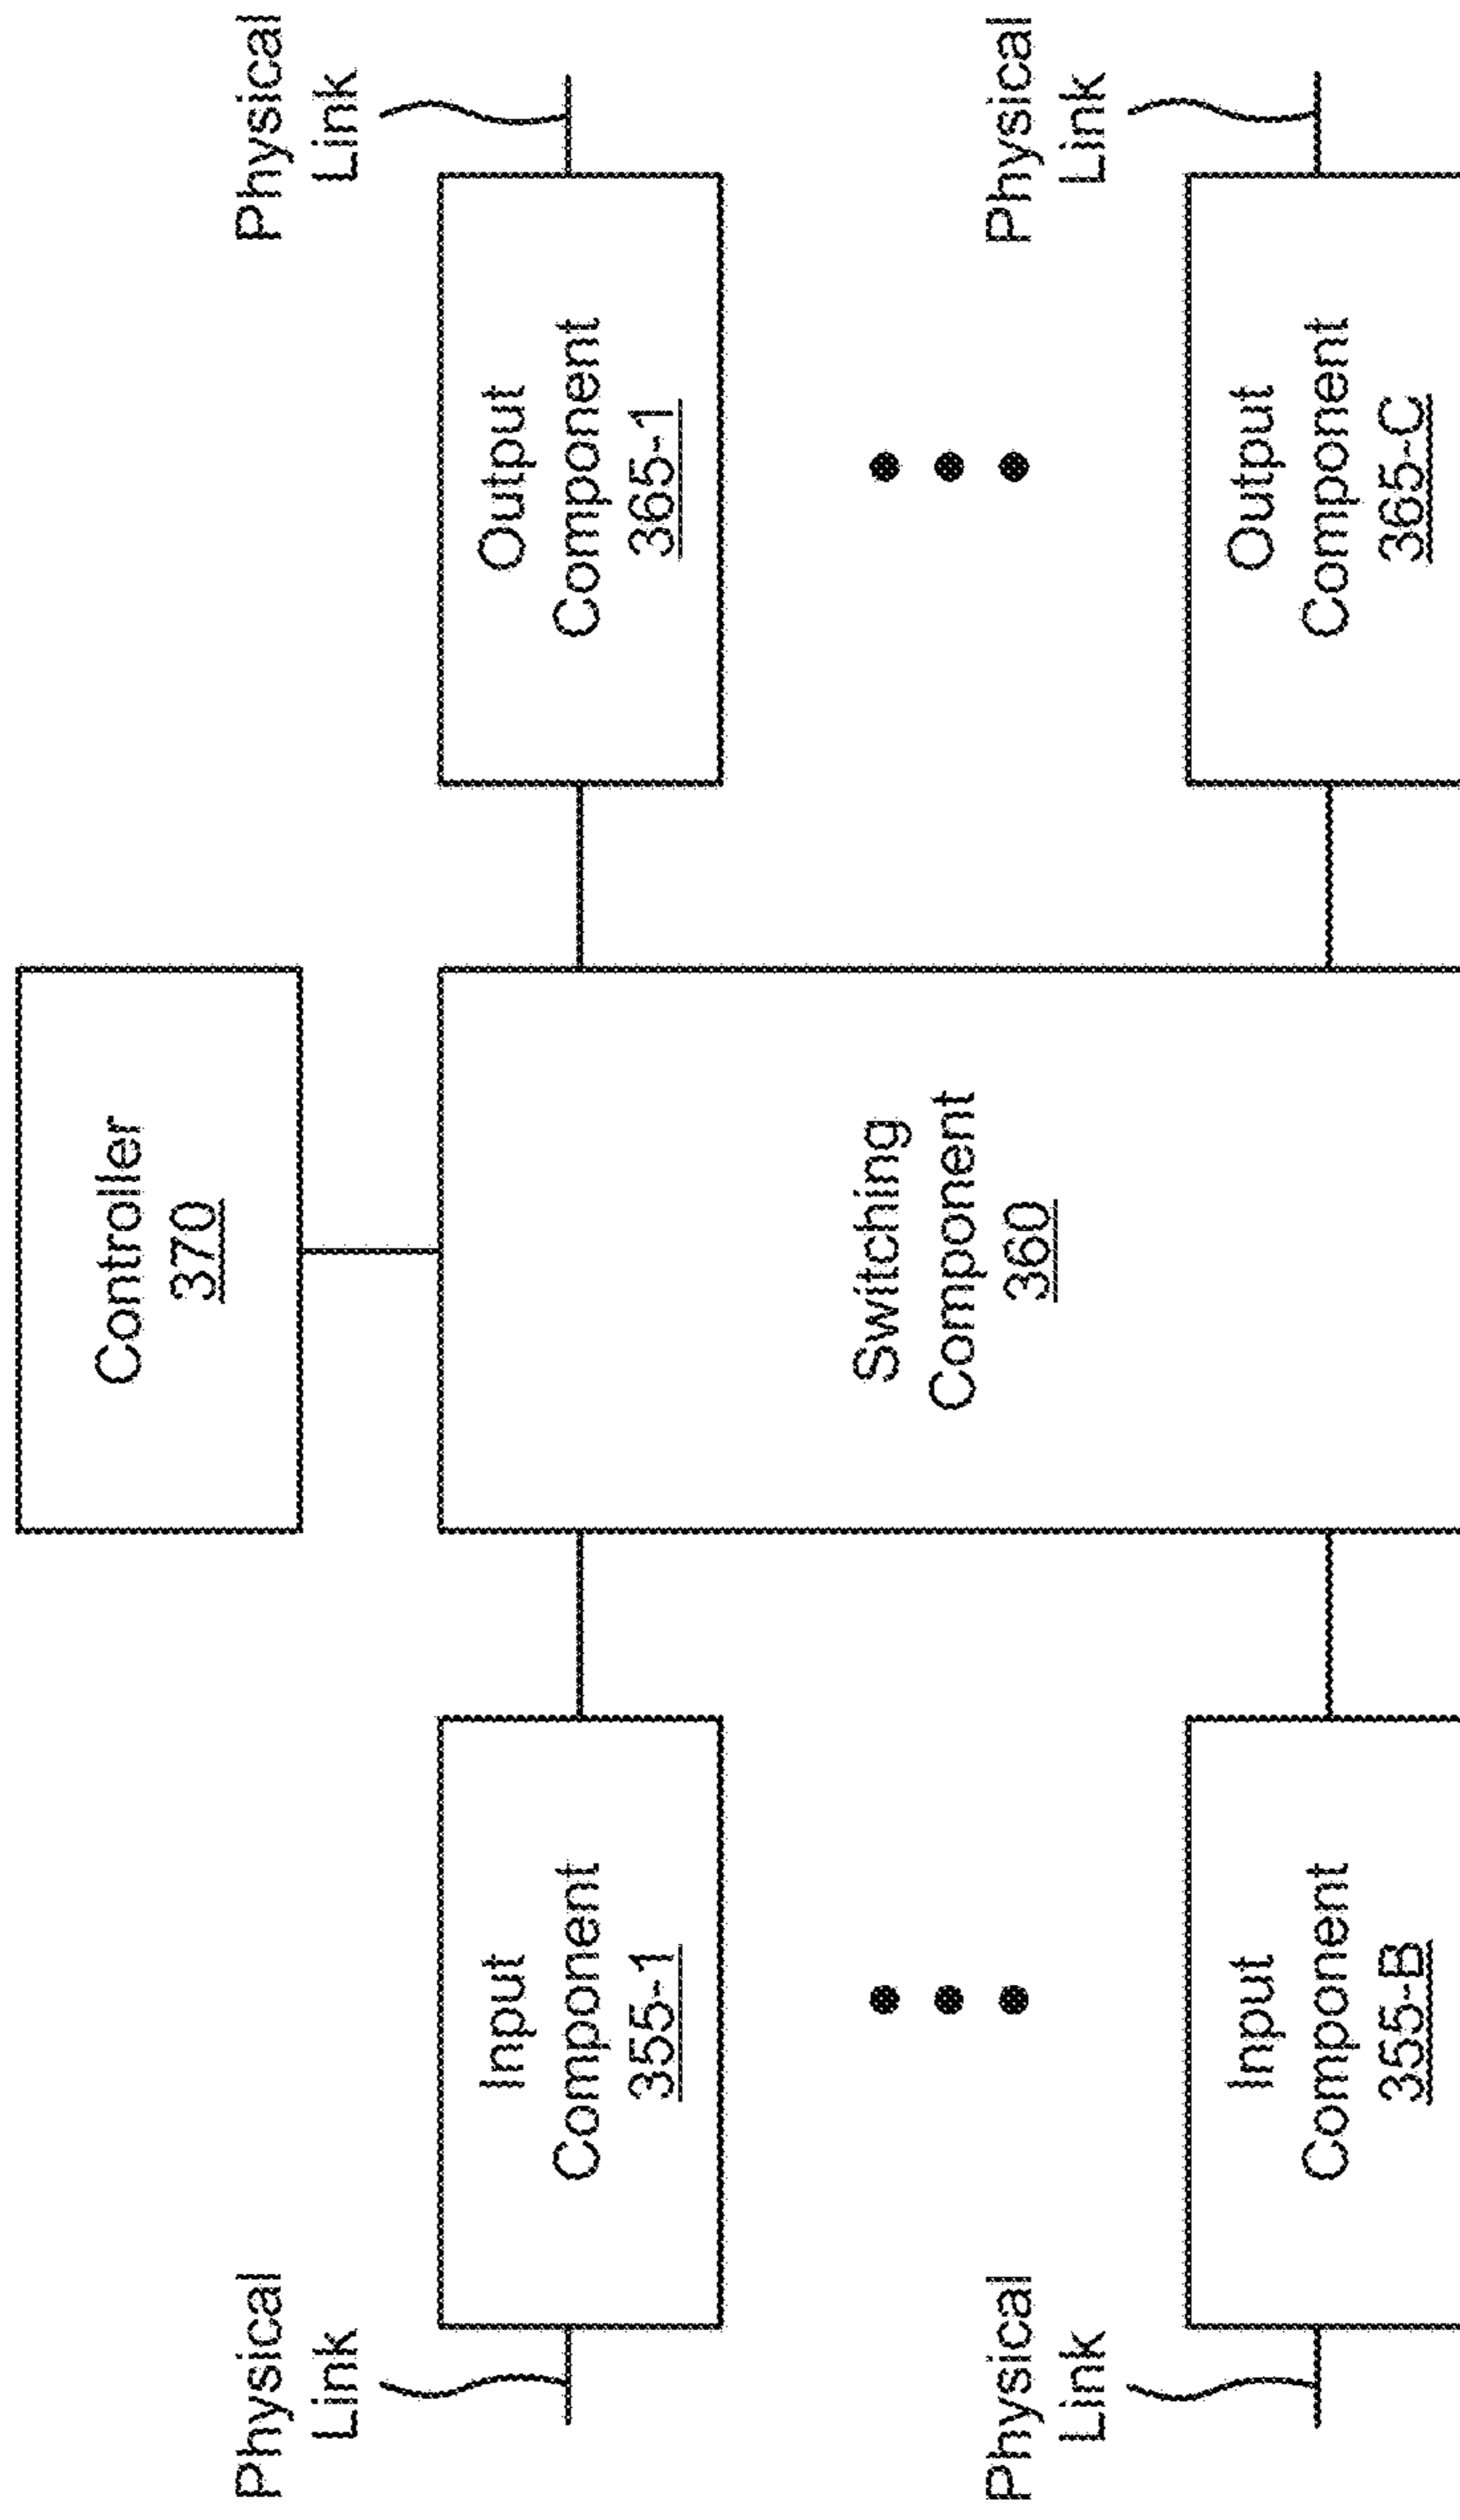 Controller
370
Physical
Link
Physical
Link
Input
Component
355-1
Switching
Component
360
Output
Component
365-1
Physical
Link
Physical
Link
Input
Component
355-B
Output
Component
365-C